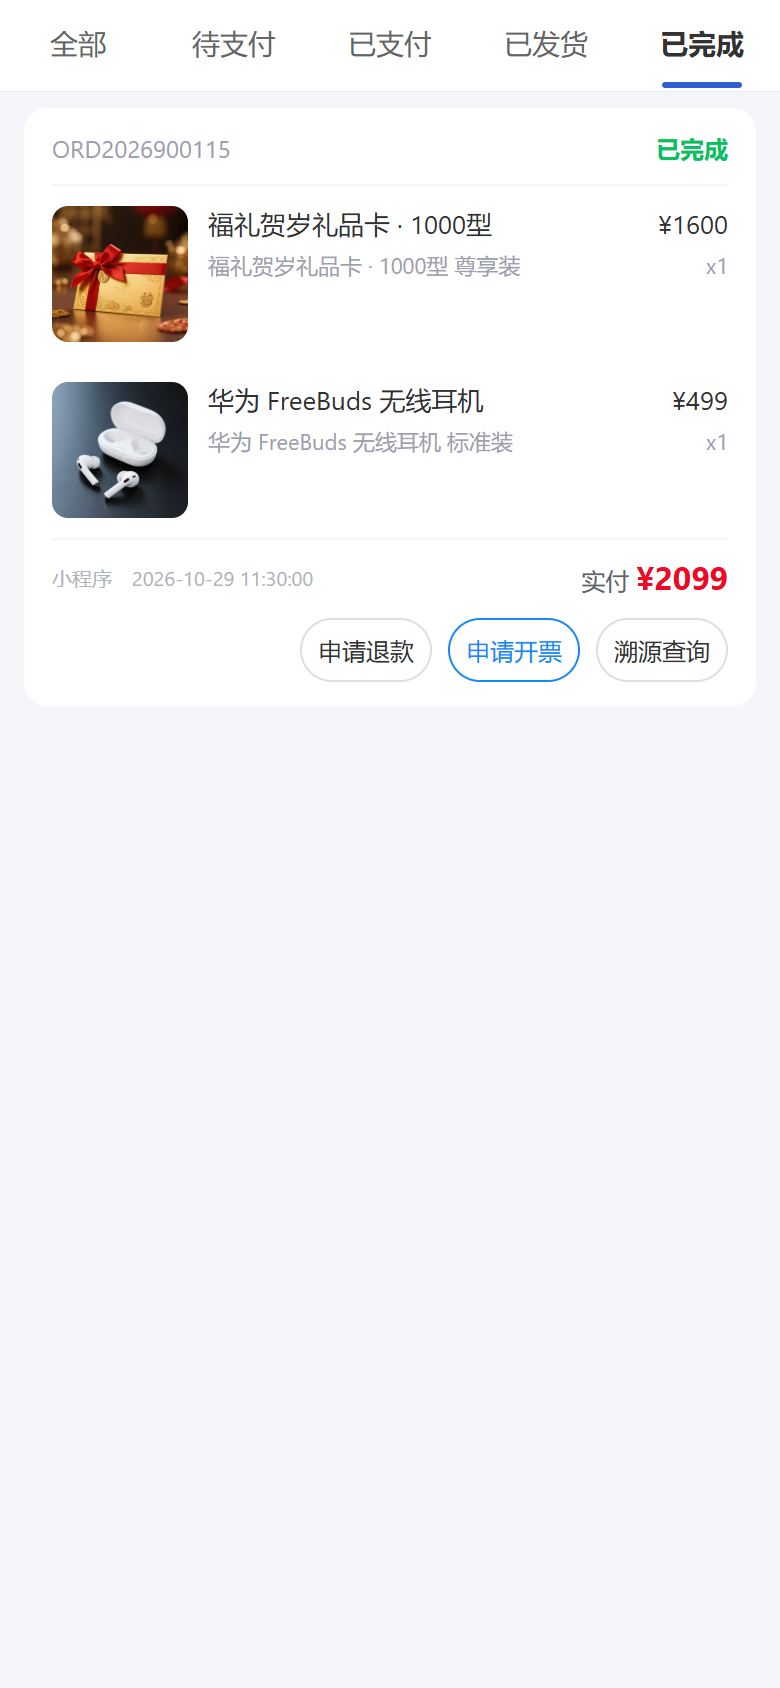 全部 待支付 已支付 已发货 已完成
ORD2026900115 已完成
福礼贺岁礼品卡 · 1000型 ¥1600
福礼贺岁礼品卡 · 1000型 尊享装 x1
华为 FreeBuds 无线耳机 ¥499
华为 FreeBuds 无线耳机 标准装 x1
小程序 2026-10-29 11:30:00 实付 ¥2099
申请退款 申请开票 溯源查询